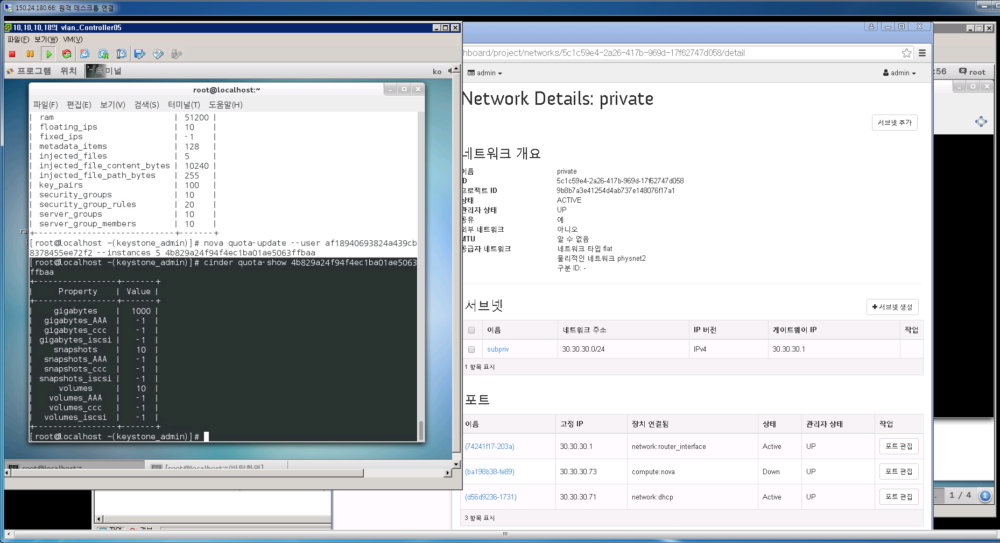 150.24.180.66: 원격 데스크톱 연결
10.10.10.18의 vlan_Controller05
파일(F) 보기(W) VM(V)
프로그램 위치 터미널 ko
root@localhost:~
파일(F) 편집(E) 보기(V) 검색(S) 터미널(T) 도움말(H)
| ram | 51200 |
| floating_ips | 10 |
| fixed_ips | -1 |
| metadata_items | 128 |
| injected_files | 5 |
| injected_file_content_bytes | 10240 |
| injected_file_path_bytes | 255 |
| key_pairs | 100 |
| security_groups | 10 |
| security_group_rules | 20 |
| server_groups | 10 |
| server_group_members | 10 |
+-----------------------------+-------+
[root@localhost ~(keystone_admin)]# nova quota-update --user af18940693824a439cb
8378455ee72f2 --instances 5 4b829a24f94f4ec1ba01ae5063ffbaa
[root@localhost ~(keystone_admin)]# cinder quota-show 4b829a24f94f4ec1ba01ae5063
ffbaa
+-----------------+-------+
| Property | Value |
+-----------------+-------+
| gigabytes | 1000 |
| gigabytes_AAA | -1 |
| gigabytes_ccc | -1 |
| gigabytes_iscsi | -1 |
| snapshots | 10 |
| snapshots_AAA | -1 |
| snapshots_ccc | -1 |
| snapshots_iscsi | -1 |
| volumes | 10 |
| volumes_AAA | -1 |
| volumes_ccc | -1 |
| volumes_iscsi | -1 |
+-----------------+-------+
[root@localhost ~(keystone_admin)]#
root@localhost:~ [root@localhost:~/바탕화면]
hboard/project/networks/5c1c59e4-2a26-417b-969d-17f62747d058/detail
admin admin
:56 root
Network Details: private
서브넷 추가
네트워크 개요
이름 private
ID 5c1c59e4-2a26-417b-969d-17f62747d058
프로젝트 ID 9b8b7a3e41254d4ab737e148076f17a1
상태 ACTIVE
관리자 상태 UP
공유 예
외부 네트워크 아니오
MTU 알 수 없음
공급자 네트워크 네트워크 타입 flat
물리적인 네트워크 physnet2
구분 ID: -
서브넷
+서브넷 생성
이름 네트워크 주소 IP 버전 게이트웨이 IP 작업
subpriv 30.30.30.0/24 IPv4 30.30.30.1
1 항목 표시
포트
이름 고정 IP 장치 연결됨 상태 관리자 상태 작업
(74241f17-203a) 30.30.30.1 network:router_interface Active UP 포트 편집
(ba198b38-fe89) 30.30.30.73 compute:nova Down UP 포트 편집
(d56d9236-1731) 30.30.30.71 network:dhcp Active UP 포트 편집
3 항목 표시
1 / 4 1